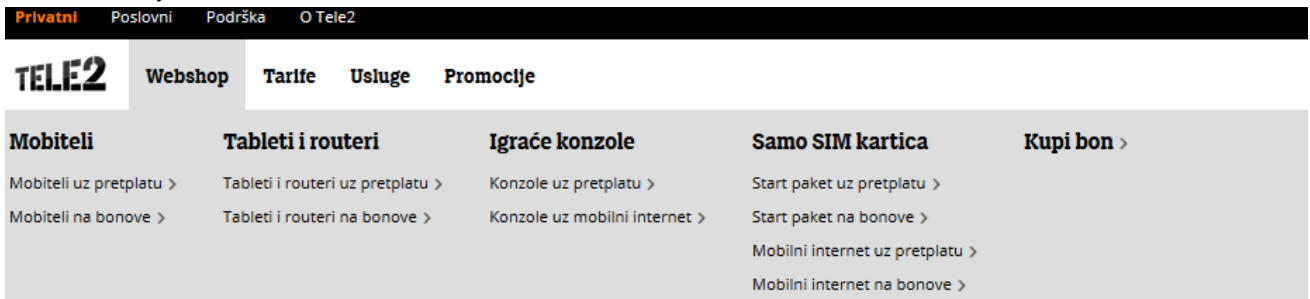 Privatni Poslovni Podrška O Tele2
TELE2 Webshop Tarife Usluge Promocije
Mobiteli
Mobiteli uz pretplatu >
Mobiteli na bonove >
Tableti i routeri
Tableti i routeri uz pretplatu >
Tableti i routeri na bonove >
Igraće konzole
Konzole uz pretplatu >
Konzole uz mobilni internet >
Samo SIM kartica
Start paket uz pretplatu >
Start paket na bonove >
Mobilni internet uz pretplatu >
Mobilni internet na bonove >
Kupi bon >